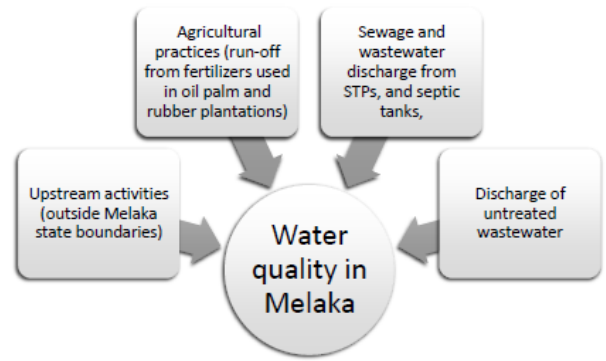 Agricultural
practices (run-off
from fertilizers used
in oil palm and
rubber plantations)
Sewage and
wastewater
discharge from
STPs, and septic
tanks,
Upstream activities
(outside Melaka
state boundaries)
Discharge of
untreated
wastewater
Water
quality in
Melaka